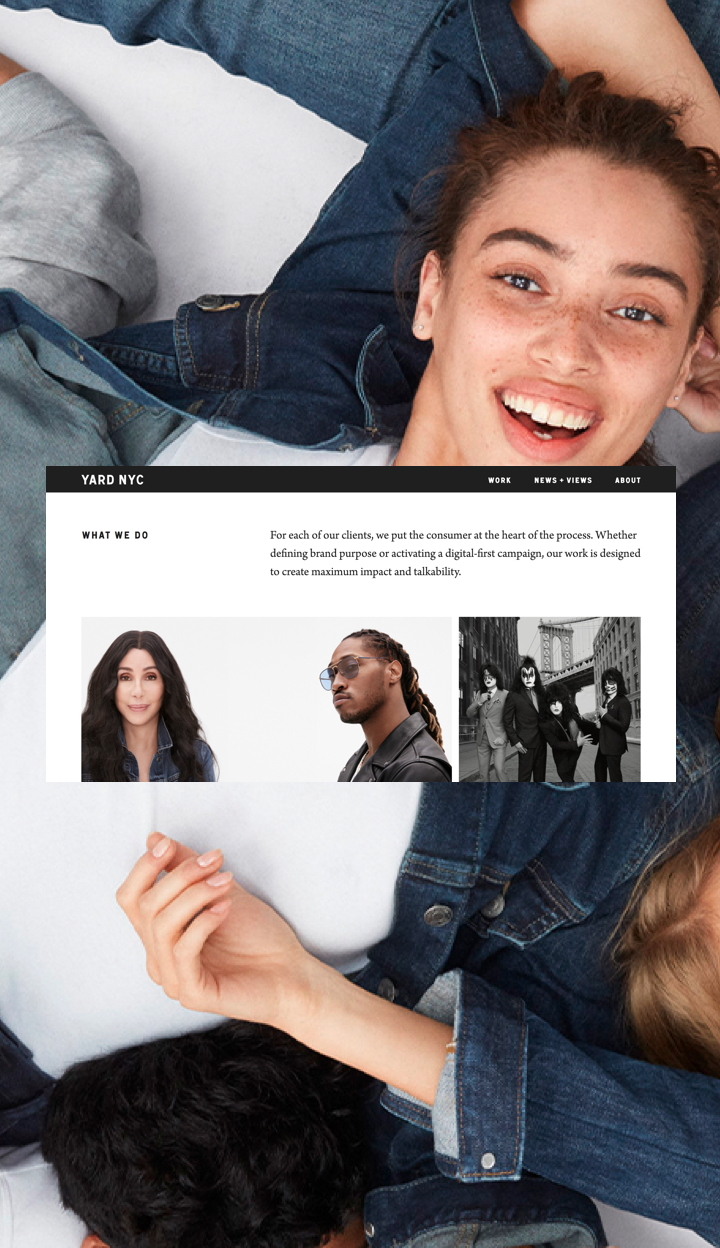 YARD NYC
WORK NEWS + VIEWS ABOUT
WHAT WE DO
For each of our clients, we put the consumer at the heart of the process. Whether
defining brand purpose or activating a digital-first campaign, our work is designed
to create maximum impact and talkability.